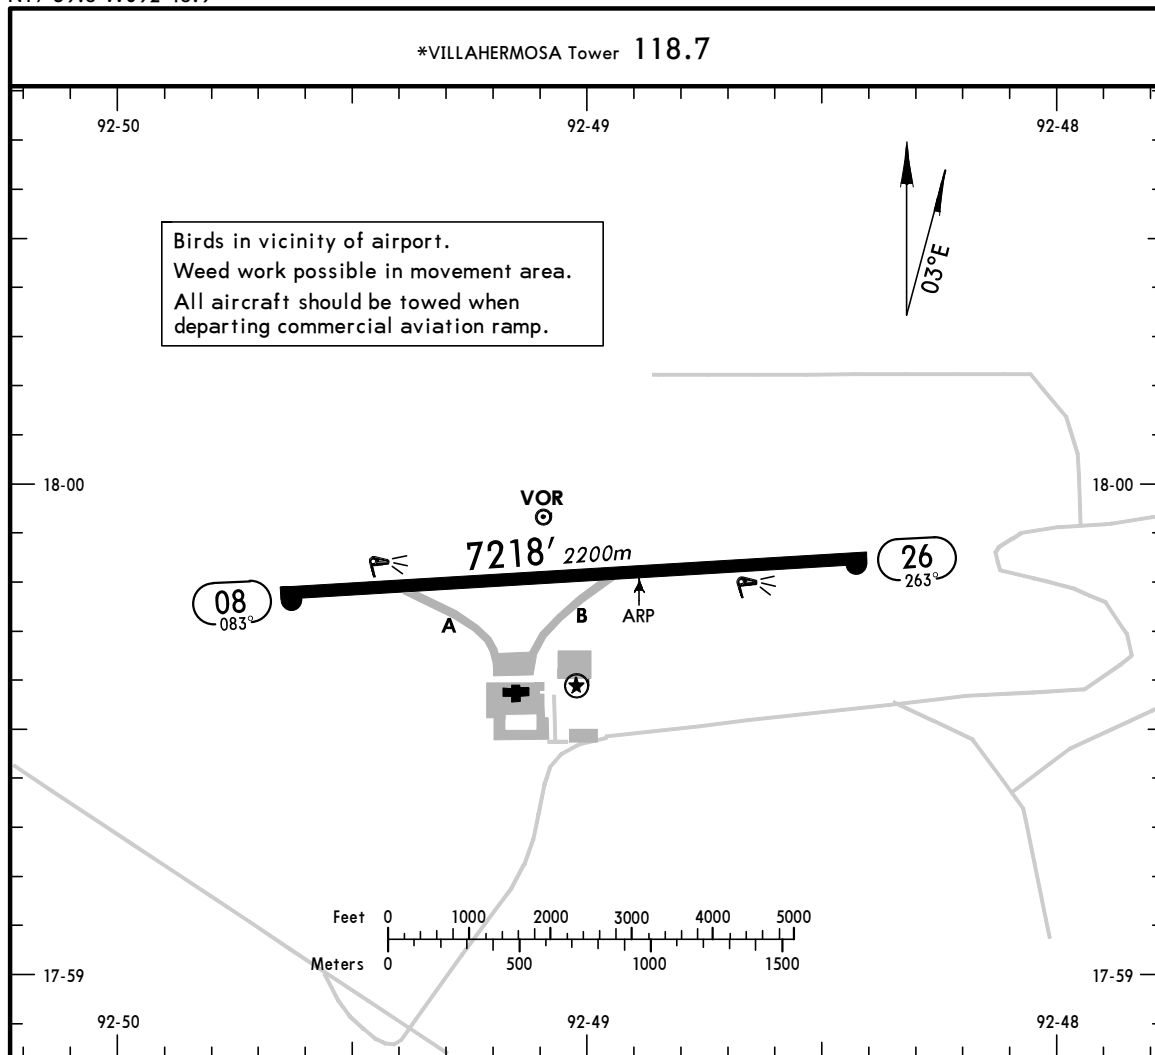 *VILLAHERMOSA Tower 118.7
92-50 92-49 92-48
03°E
Birds in vicinity of airport.
Weed work possible in movement area.
All aircraft should be towed when
departing commercial aviation ramp.
18-00 18-00
VOR
7218' 2200m
26
263°
08
083°
A B ARP
Feet 0 1000 2000 3000 4000 5000
Meters 0 500 1000 1500
17-59 17-59
92-50 92-49 92-48